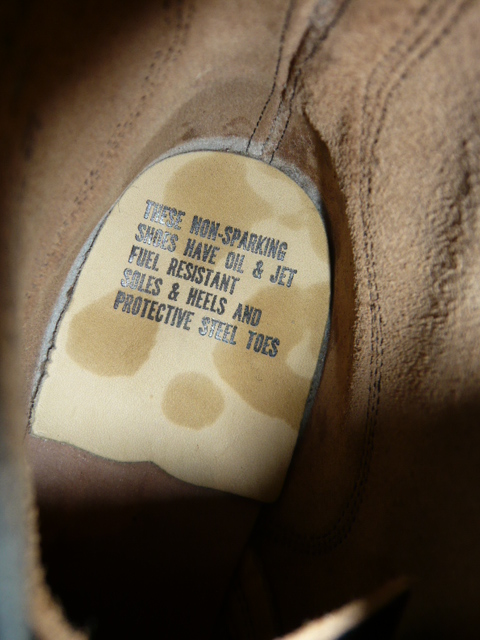 THESE NON-SPARKING
SHOES HAVE OIL & JET
FUEL RESISTANT
SOLES & HEELS AND
PROTECTIVE STEEL TOES